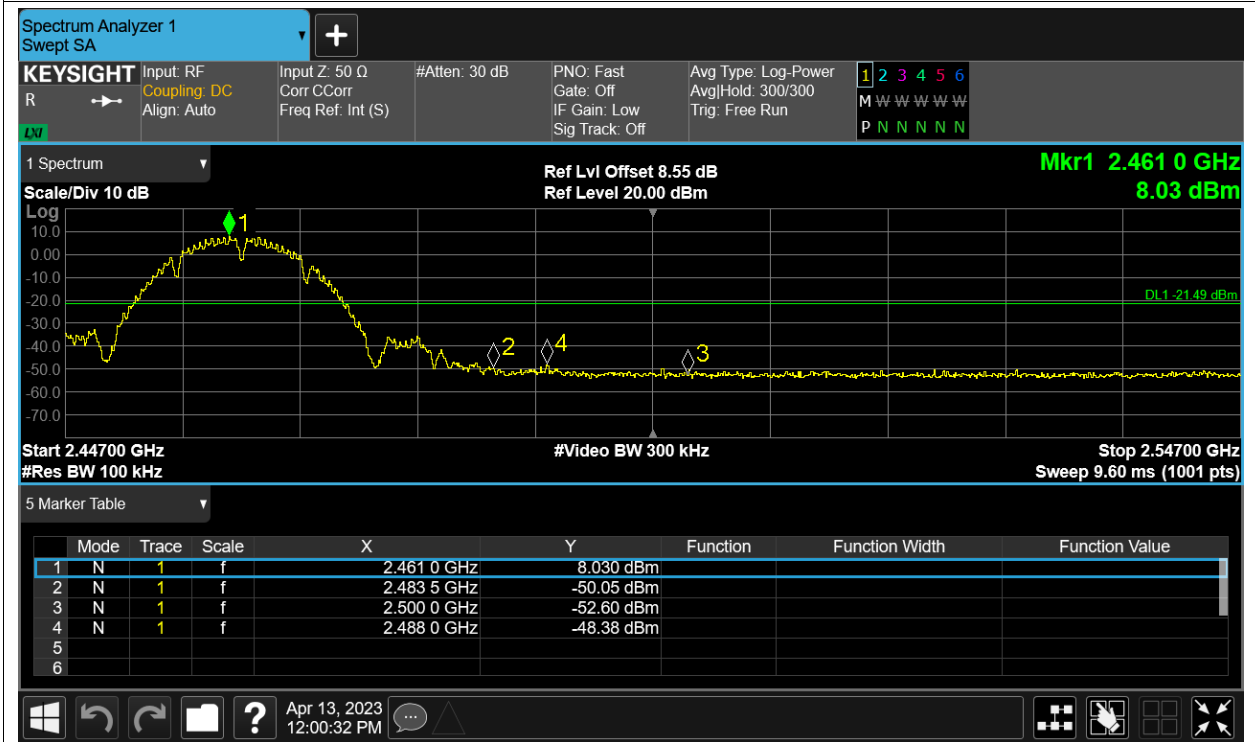 Spectrum Analyzer 1
Swept SA
+
KEYSIGHT Input: RF Input Z: 50 Ω #Atten: 30 dB PNO: Fast Avg Type: Log-Power 1 2 3 4 5 6
R Coupling: DC Corr CCorr Gate: Off Avg|Hold: 300/300 M W W W W W
Align: Auto Freq Ref: Int (S) IF Gain: Low Trig: Free Run P N N N N N
LXI Sig Track: Off
1 Spectrum Ref Lvl Offset 8.55 dB Mkr1 2.461 0 GHz
Scale/Div 10 dB Ref Level 20.00 dBm 8.03 dBm
Log
1
10.0
0.00
-10.0
-20.0 DL1 -21.49 dBm
-30.0
-40.0 2 4 3
-50.0
-60.0
-70.0
Start 2.44700 GHz #Video BW 300 kHz Stop 2.54700 GHz
#Res BW 100 kHz Sweep 9.60 ms (1001 pts)
5 Marker Table
Mode Trace Scale X Y Function Function Width Function Value
1 N 1 f 2.461 0 GHz 8.030 dBm
2 N 1 f 2.483 5 GHz -50.05 dBm
3 N 1 f 2.500 0 GHz -52.60 dBm
4 N 1 f 2.488 0 GHz -48.38 dBm
5
6
? Apr 13, 2023
12:00:32 PM